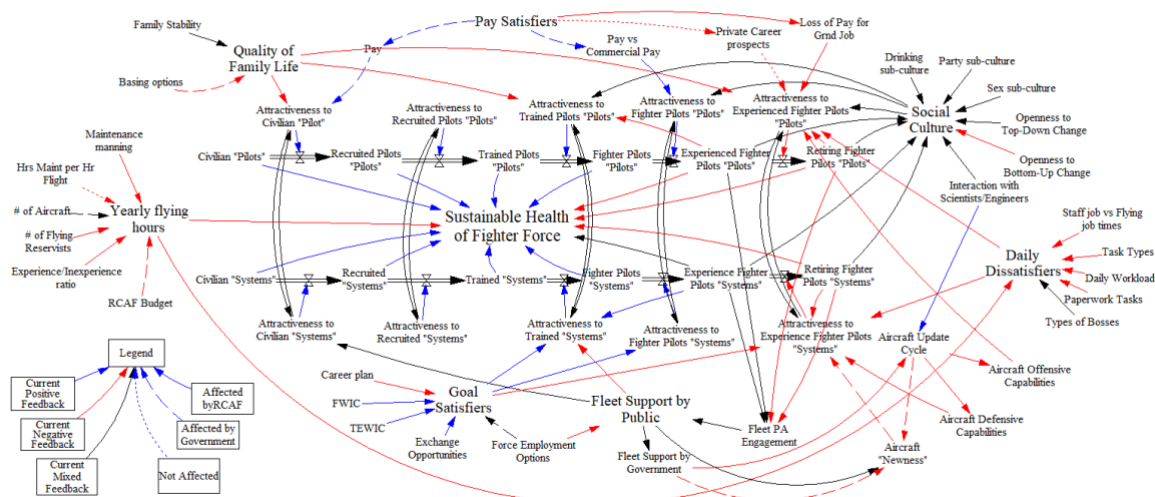 Family Stability
Pay Satisfiers
Loss of Pay for
Grnd Job
Private Career
prospects
Pay
Pay vs
Commercial Pay
Quality of
Family Life
Basing options
Drinking
sub-culture
Party sub-culture
Sex sub-culture
Social
Culture
Openness to
Top-Down Change
Openness to
Bottom-Up Change
Interaction with
Scientists/Engineers
Attractiveness to
Civilian "Pilot"
Attractiveness to
Recruited Pilots "Pilots"
Attractiveness to
Trained Pilots "Pilots"
Attractiveness to
Fighter Pilots "Pilots"
Attractiveness to
Experienced Fighter Pilots
"Pilots"
Maintenance
manning
Hrs Maint per Hr
Flight
# of Aircraft
# of Flying
Reservists
Experience/Inexperience
ratio
RCAF Budget
Yearly flying
hours
Civilian "Pilots"
Recruited Pilots
"Pilots"
Trained Pilots
"Pilots"
Fighter Pilots
"Pilots"
Experienced Fighter
Pilots "Pilots"
Retiring Fighter
Pilots "Pilots"
Sustainable Health
of Fighter Force
Civilian "Systems"
Recruited
"Systems"
Trained "Systems"
Fighter Pilots
"Systems"
Experience Fighter
Pilots "Systems"
Retiring Fighter
Pilots "Systems"
Attractiveness to
Civilian "Systems"
Attractiveness to
Recruited "Systems"
Attractiveness to
Trained "Systems"
Attractiveness to
Fighter Pilots "Systems"
Attractiveness to
Experience Fighter Pilots
"Systems"
Staff job vs Flying
job times
Task Types
Daily Workload
Paperwork Tasks
Types of Bosses
Daily
Dissatisfiers
Aircraft Update
Cycle
Aircraft Offensive
Capabilities
Aircraft Defensive
Capabilities
Aircraft
"Newness"
Career plan
FWIC
TEWIC
Exchange
Opportunities
Goal
Satisfiers
Force Employment
Options
Fleet Support by
Public
Fleet Support by
Government
Fleet PA
Engagement
Legend
Current
Positive
Feedback
Current
Negative
Feedback
Current
Mixed
Feedback
Affected
byRCAF
Affected by
Government
Not Affected